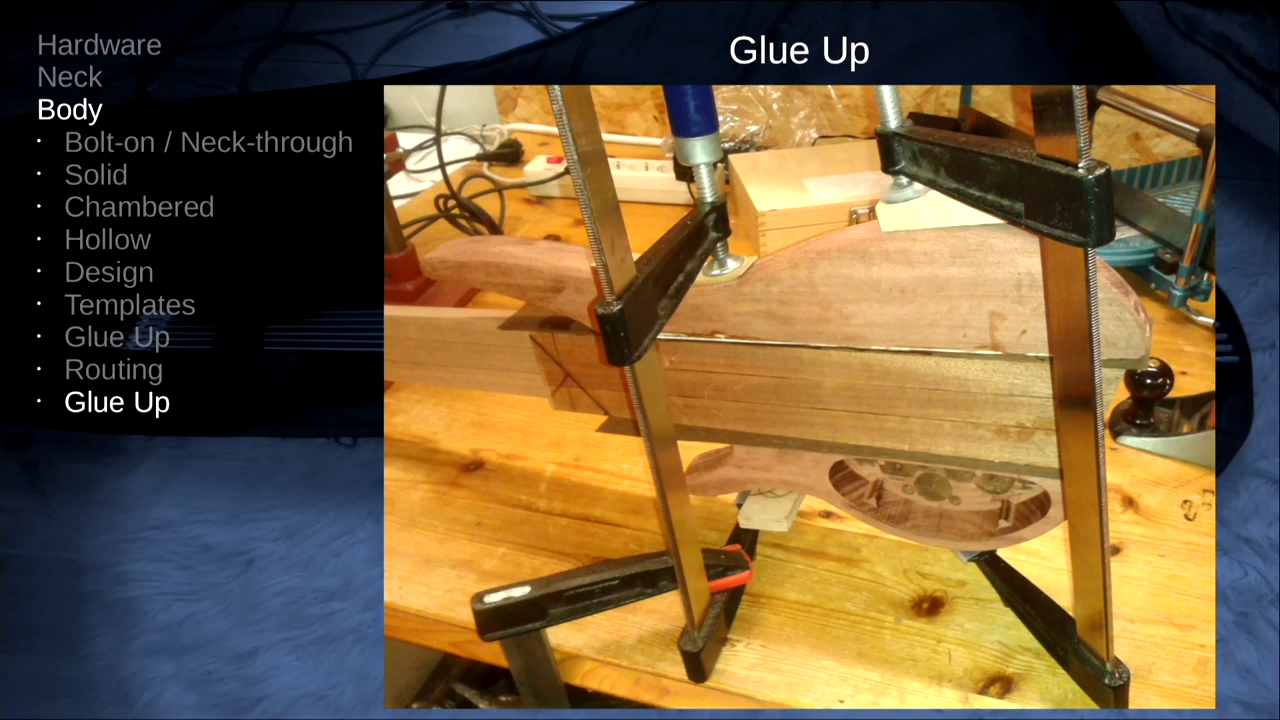 Hardware
Neck
Body
· Bolt-on / Neck-through
· Solid
· Chambered
· Hollow
· Design
· Templates
· Glue Up
· Routing
· Glue Up
Glue Up